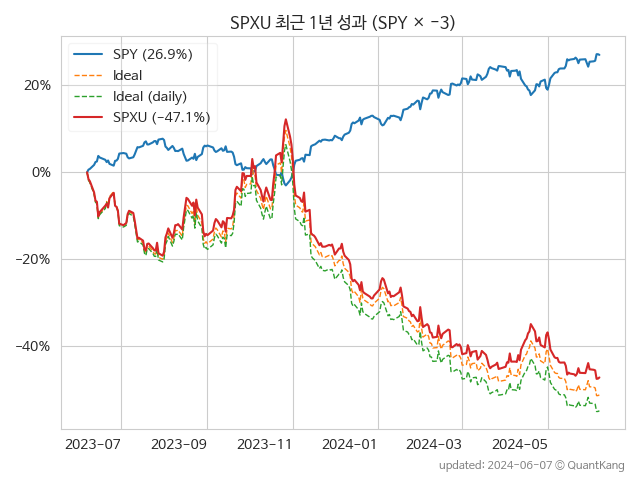 SPXU 최근 1년 성과 (SPY × −3)
SPY (26.9%)
Ideal
Ideal (daily)
SPXU (−47.1%)
20%
0%
−20%
−40%
2023-07
2023-09
2023-11
2024-01
2024-03
2024-05
updated: 2024-06-07 © QuantKang